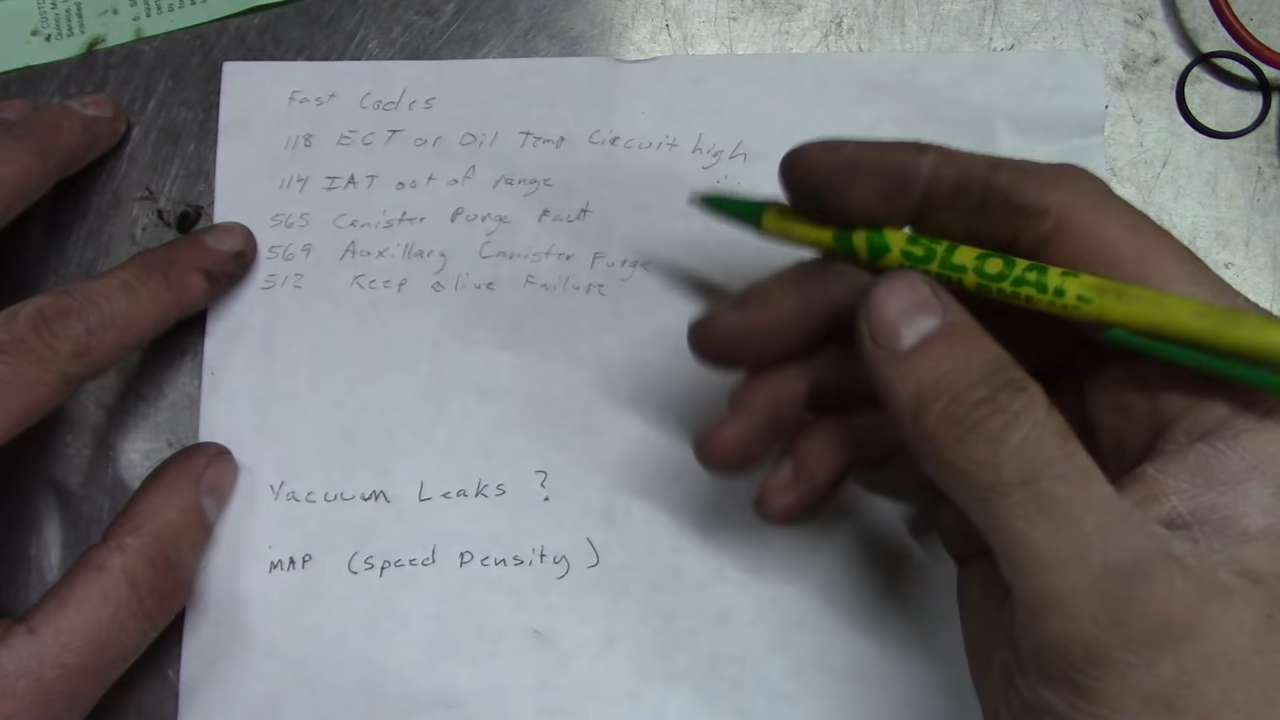 Fast Codes
118 ECT or Oil Temp Circuit high
114 IAT out of range
565 Canister Purge Fault
569 Auxillary Canister Purge
512 Keep alive Failure
Vacuum Leaks ?
MAP (Speed Density)
SLOA